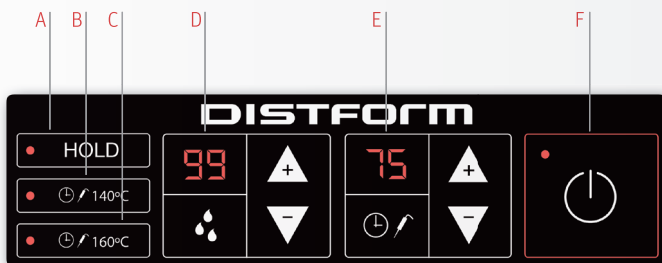 A B C D E F
DISTFORM
HOLD
99 + 75 +
140ºC
160ºC
− −